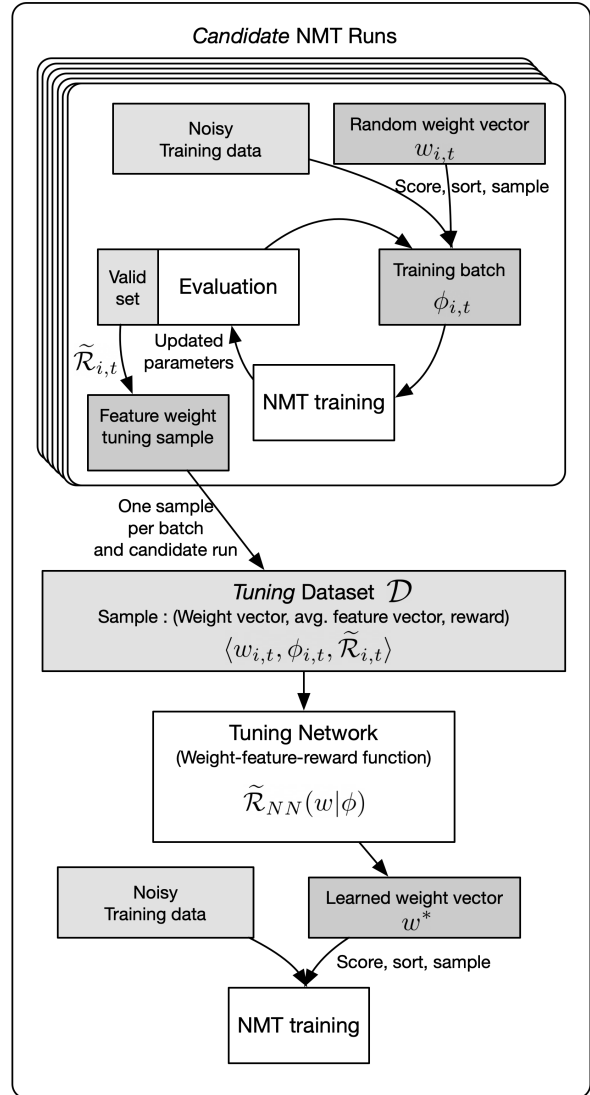 Candidate NMT Runs
Noisy
Training data
Random weight vector
w_{i,t}
Score, sort, sample
Valid
set
Evaluation
Training batch
ϕ_{i,t}
R̃_{i,t}
Updated
parameters
NMT training
Feature weight
tuning sample
One sample
per batch
and candidate run
Tuning Dataset 𝒟
Sample : (Weight vector, avg. feature vector, reward)
⟨w_{i,t}, ϕ_{i,t}, R̃_{i,t}⟩
Tuning Network
(Weight-feature-reward function)
R̃_{NN}(w|ϕ)
Noisy
Training data
Learned weight vector
w*
Score, sort, sample
NMT training